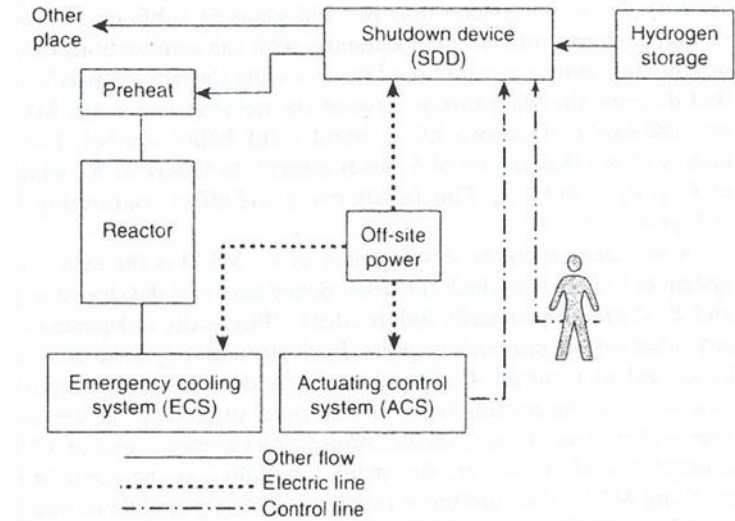 Other
place
Shutdown device
(SDD)
Hydrogen
storage
Preheat
Reactor
Off-site
power
Emergency cooling
system (ECS)
Actuating control
system (ACS)
Other flow
Electric line
Control line